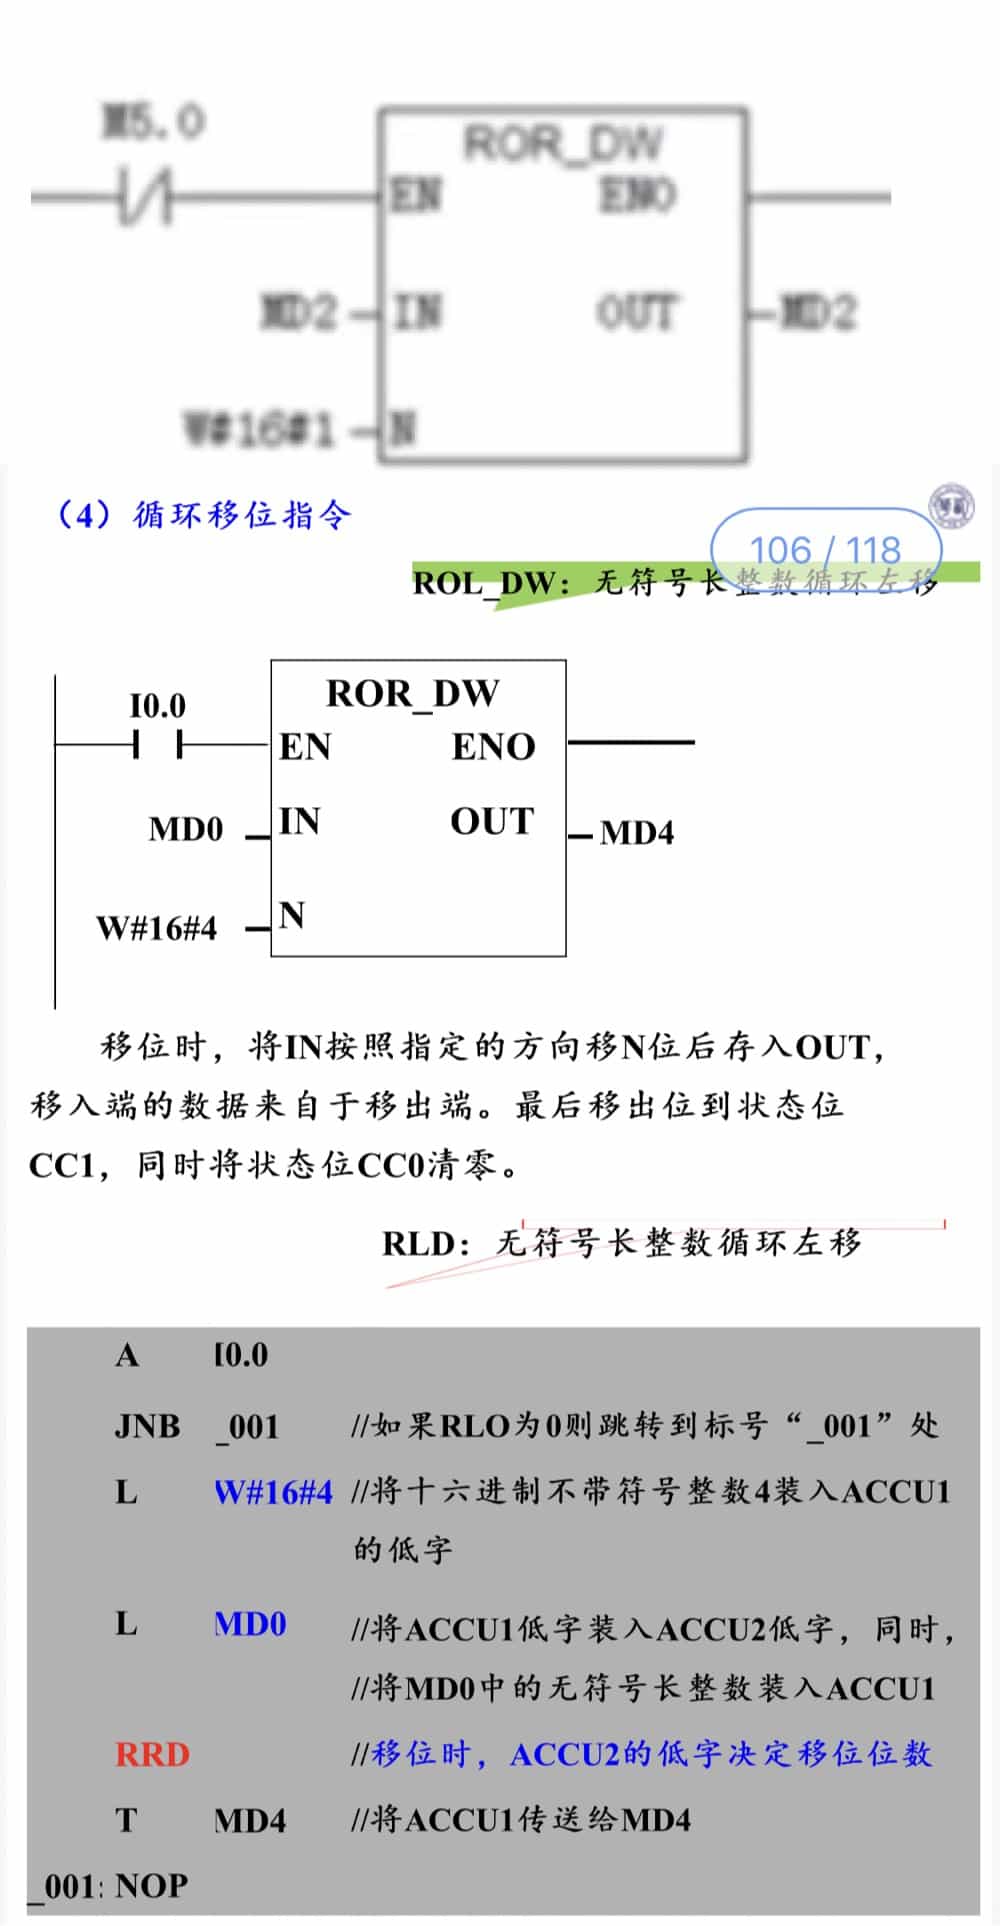 M5.0
ROR_DW
EN ENO
MD2 IN OUT MD2
W#16#1 N
（4）循环移位指令
106 / 118
ROL_DW：无符号长整数循环左移
I0.0
ROR_DW
EN ENO
MD0 IN OUT MD4
W#16#4 N
移位时，将IN按照指定的方向移N位后存入OUT，
移入端的数据来自于移出端。最后移出位到状态位
CC1，同时将状态位CC0清零。
RLD：无符号长整数循环左移
A I0.0
JNB _001 //如果RLO为0则跳转到标号“_001”处
L W#16#4 //将十六进制不带符号整数4装入ACCU1
的低字
L MD0 //将ACCU1低字装入ACCU2低字，同时，
//将MD0中的无符号长整数装入ACCU1
RRD //移位时，ACCU2的低字决定移位位数
T MD4 //将ACCU1传送给MD4
_001: NOP